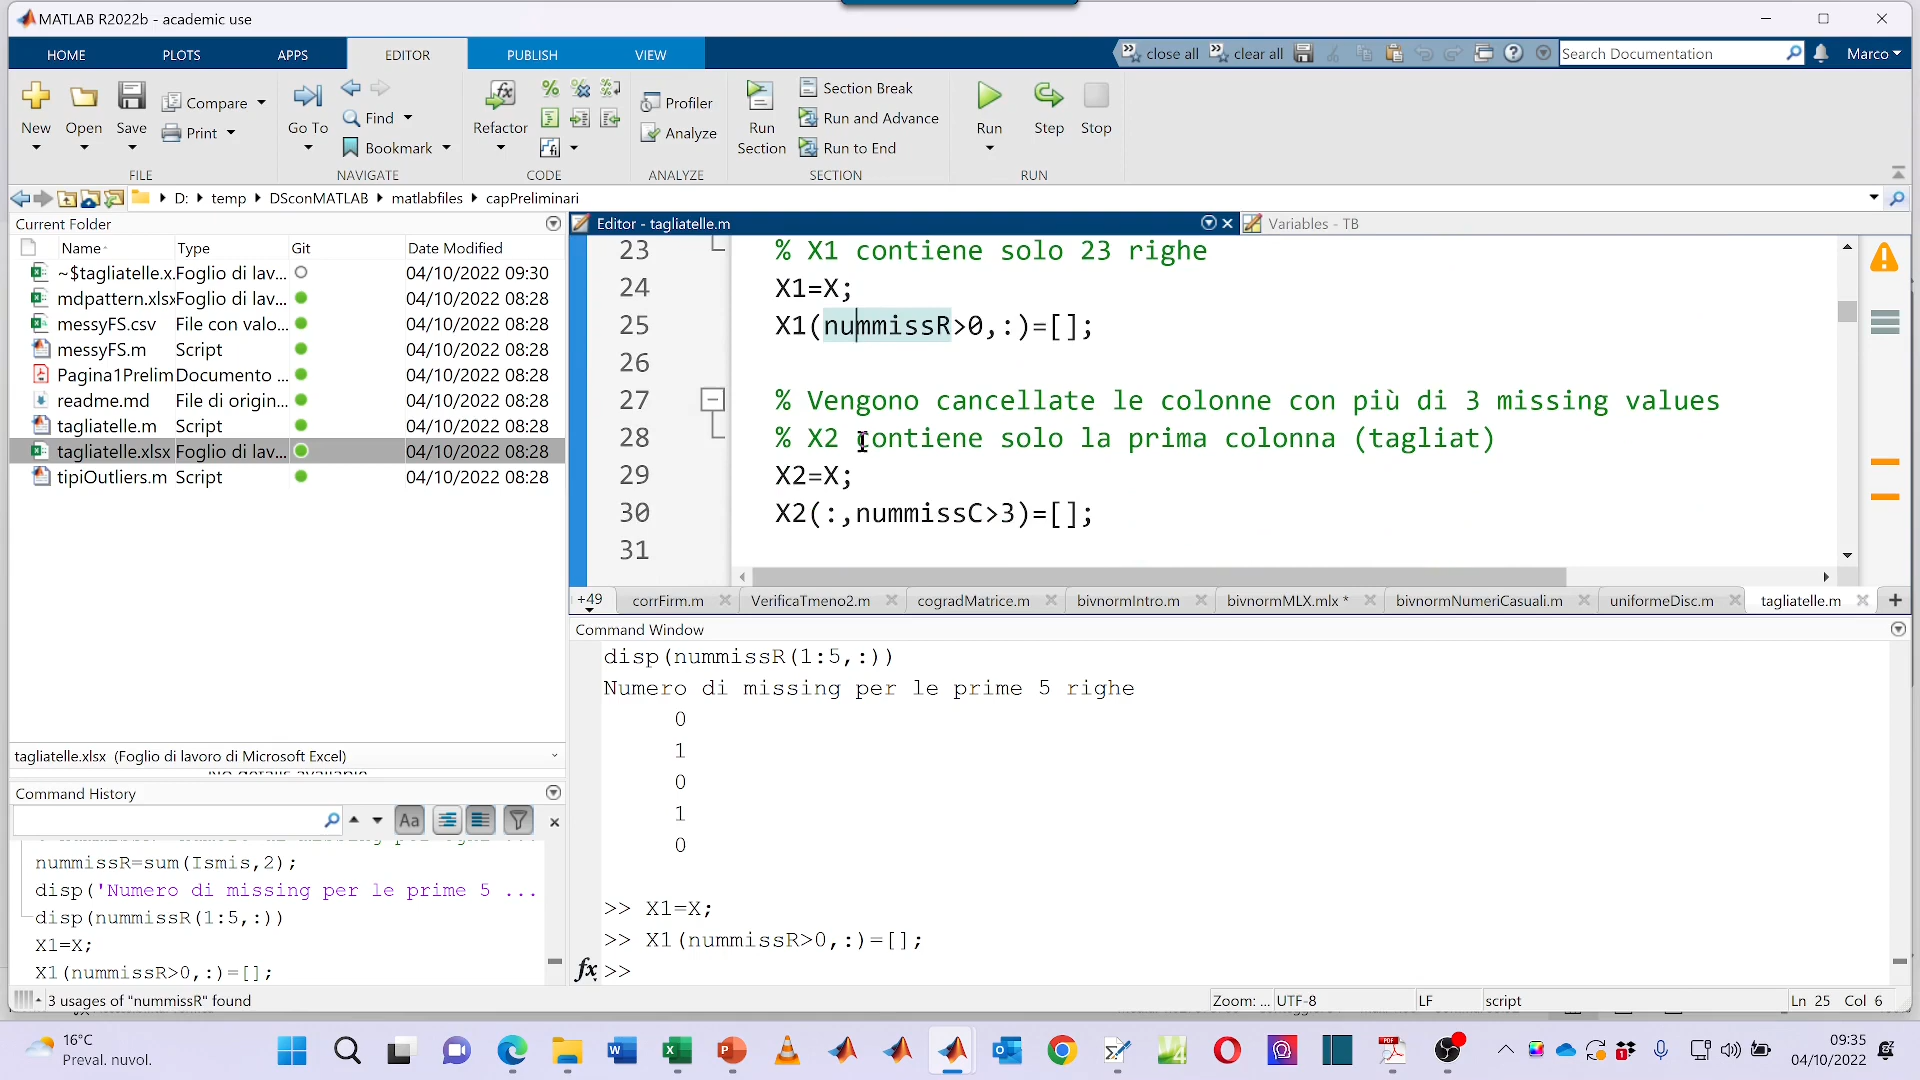 MATLAB R2022b - academic use
HOME PLOTS APPS EDITOR PUBLISH VIEW close all clear all Search Documentation Marco
New Open Save Compare Print Go To Find Bookmark Refactor Profiler Analyze Run Section Section Break Run and Advance Run to End Run Step Stop
FILE NAVIGATE CODE ANALYZE SECTION RUN
D: temp DSconMATLAB matlabfiles capPreliminari
Current Folder
Name Type Git Date Modified
~$tagliatelle.x. Foglio di lav... 04/10/2022 09:30
mdpattern.xlsx Foglio di lav... 04/10/2022 08:28
messyFS.csv File con valo... 04/10/2022 08:28
messyFS.m Script 04/10/2022 08:28
Pagina1Prelim Documento ... 04/10/2022 08:28
readme.md File di origin... 04/10/2022 08:28
tagliatelle.m Script 04/10/2022 08:28
tagliatelle.xlsx Foglio di lav... 04/10/2022 08:28
tipiOutliers.m Script 04/10/2022 08:28
tagliatelle.xlsx (Foglio di lavoro di Microsoft Excel)
Command History
Aa
nummissR=sum(Ismis,2);
disp('Numero di missing per le prime 5 ...
disp(nummissR(1:5,:))
X1=X;
X1(nummissR>0,:)=[];
Editor - tagliatelle.m
Variables - TB
23 % X1 contiene solo 23 righe
24 X1=X;
25 X1(nummissR>0,:)=[];
26
27 % Vengono cancellate le colonne con più di 3 missing values
28 % X2 contiene solo la prima colonna (tagliat)
29 X2=X;
30 X2(:,nummissC>3)=[];
31
+49 corrFirm.m VerificaTmeno2.m cogradMatrice.m bivnormIntro.m bivnormMLX.mlx * bivnormNumeriCasuali.m uniformeDisc.m tagliatelle.m
Command Window
disp(nummissR(1:5,:))
Numero di missing per le prime 5 righe
0
1
0
1
0
>> X1=X;
>> X1(nummissR>0,:)=[];
fx >>
3 usages of "nummissR" found
Zoom: ... UTF-8 LF script Ln 25 Col 6
16°C
Preval. nuvol.
09:35
04/10/2022